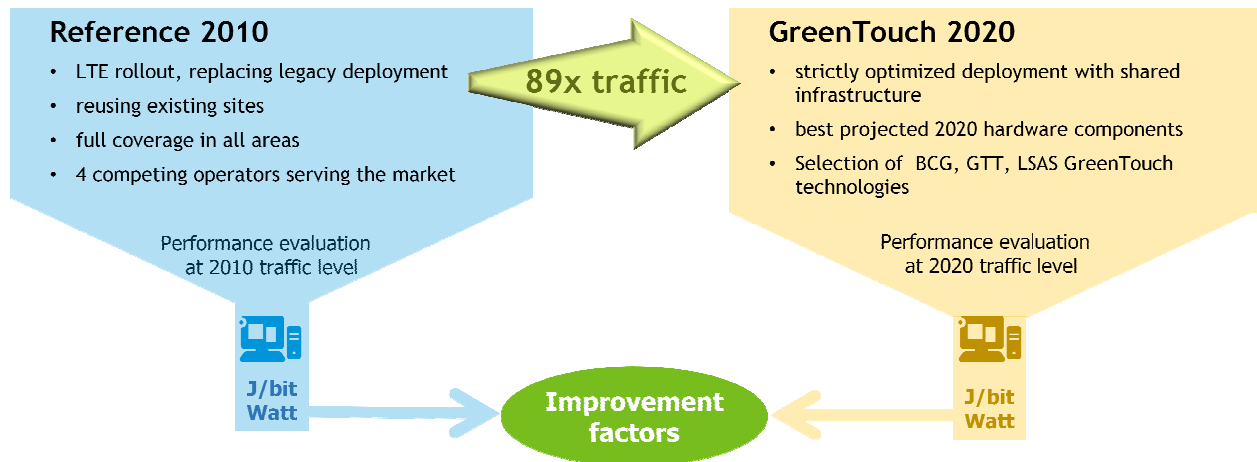 Reference 2010
• LTE rollout, replacing legacy deployment
• reusing existing sites
• full coverage in all areas
• 4 competing operators serving the market
Performance evaluation
at 2010 traffic level
J/bit
Watt
89x traffic
GreenTouch 2020
• strictly optimized deployment with shared
infrastructure
• best projected 2020 hardware components
• Selection of BCG, GTT, LSAS GreenTouch
technologies
Performance evaluation
at 2020 traffic level
J/bit
Watt
Improvement
factors